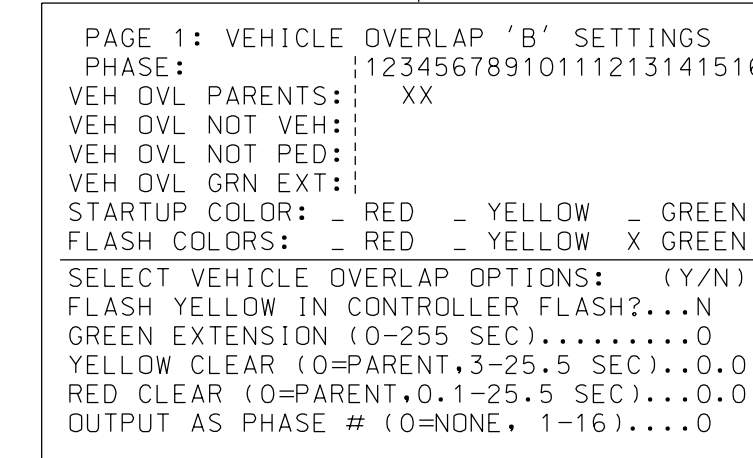 PAGE 1: VEHICLE OVERLAP 'B' SETTINGS
PHASE: 12345678910111213141516
VEH OVL PARENTS: XX
VEH OVL NOT VEH:
VEH OVL NOT PED:
VEH OVL GRN EXT:
STARTUP COLOR: _ RED _ YELLOW _ GREEN
FLASH COLORS: _ RED _ YELLOW X GREEN
SELECT VEHICLE OVERLAP OPTIONS: (Y/N)
FLASH YELLOW IN CONTROLLER FLASH?...N
GREEN EXTENSION (0-255 SEC).........0
YELLOW CLEAR (0=PARENT,3-25.5 SEC)..0.0
RED CLEAR (0=PARENT,0.1-25.5 SEC)...0.0
OUTPUT AS PHASE # (0=NONE, 1-16)....0